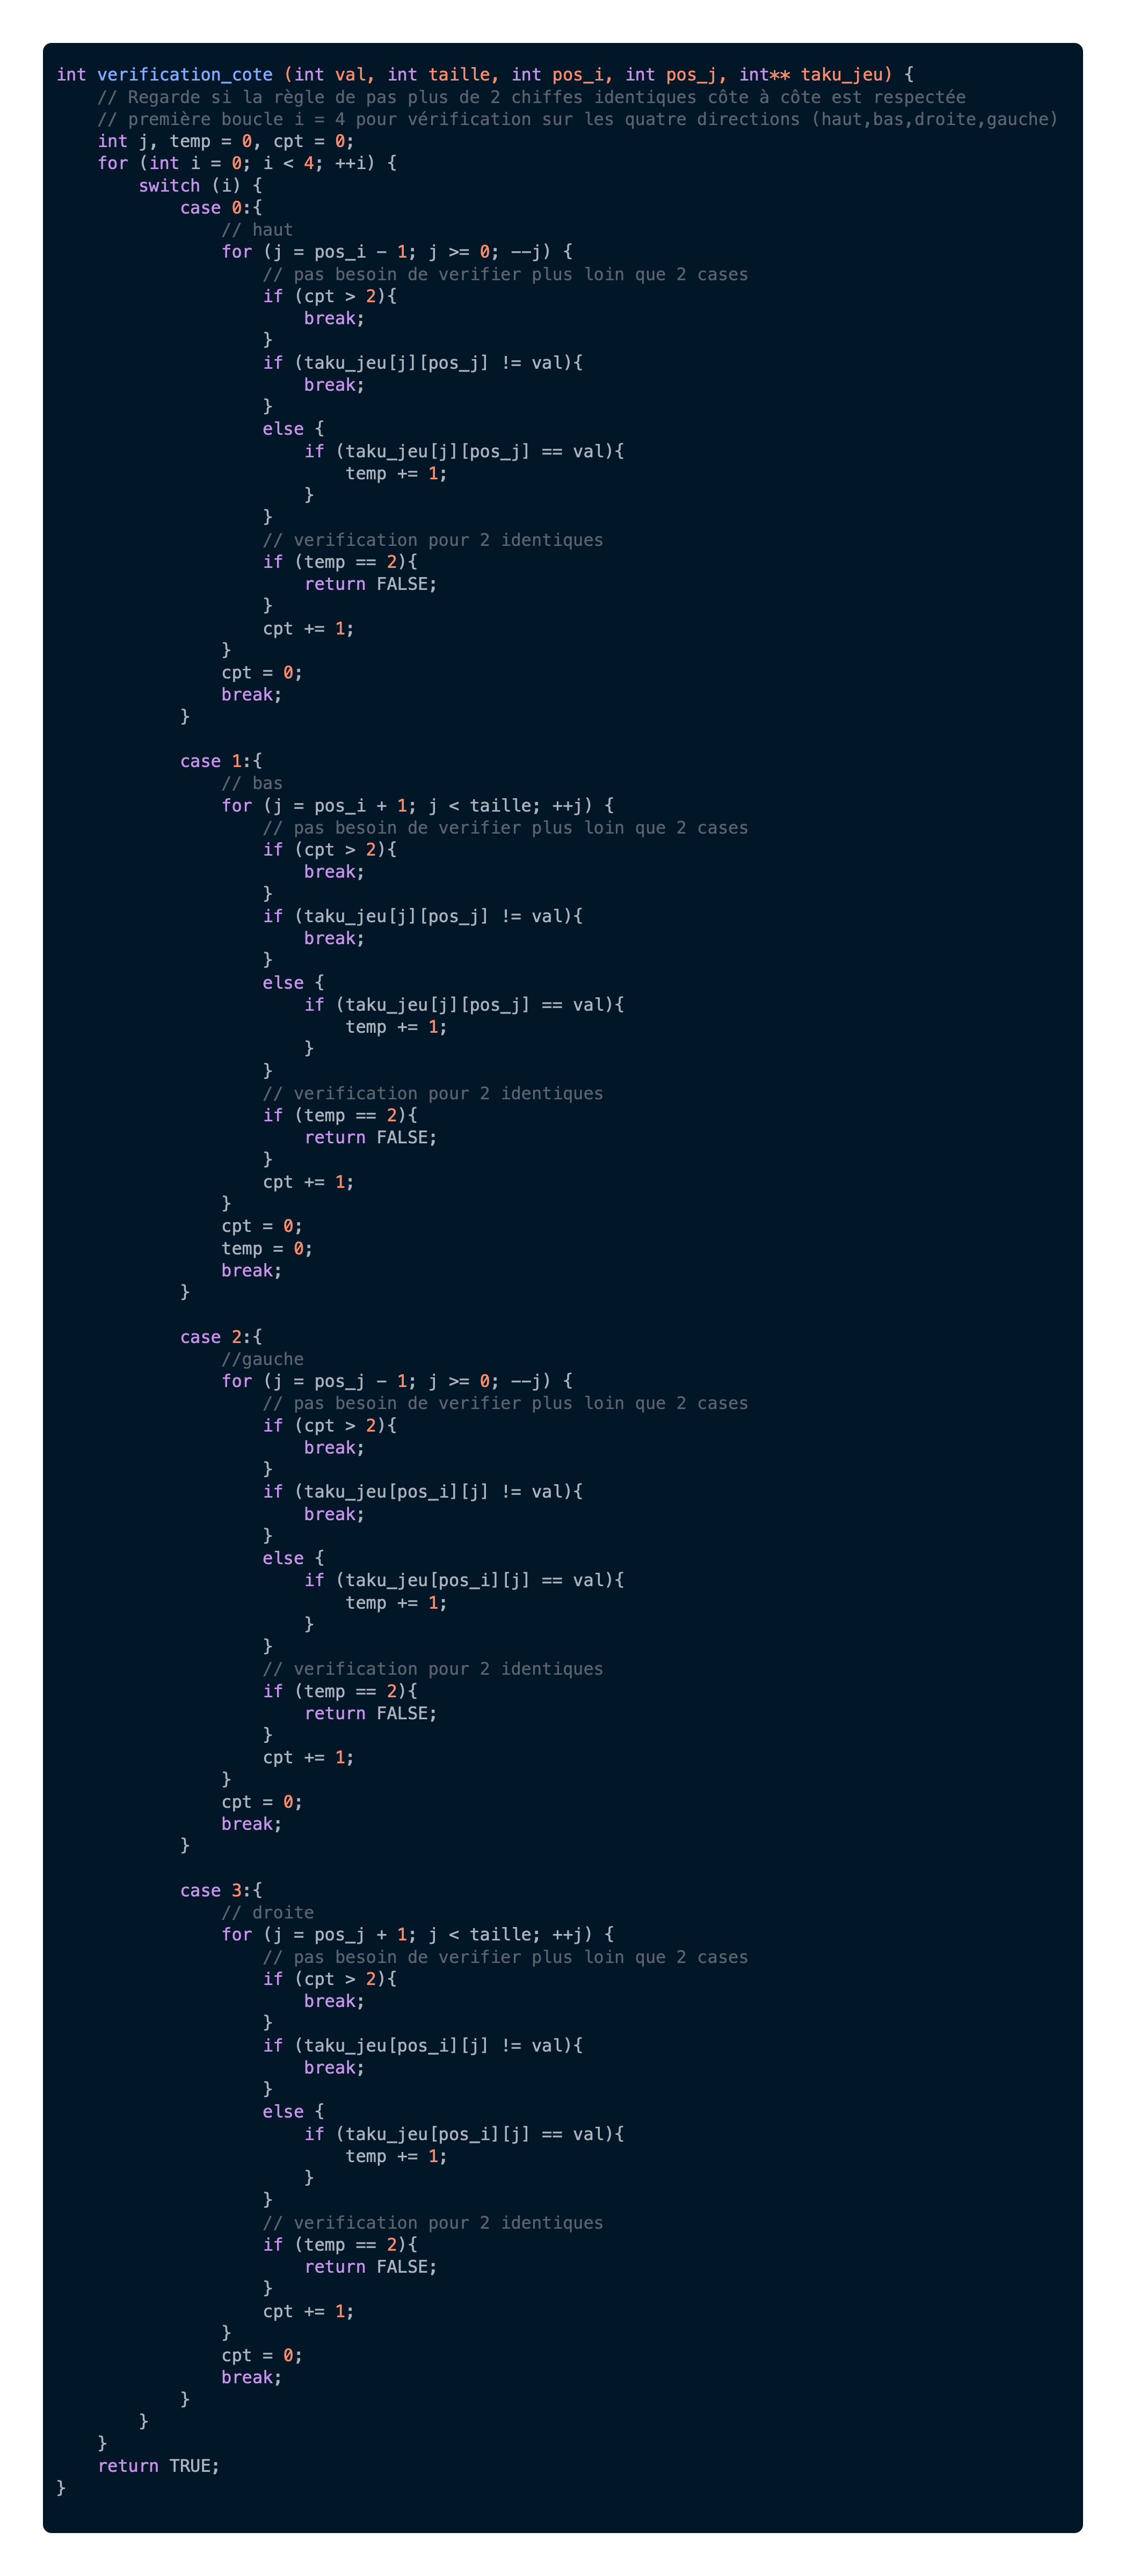 int verification_cote (int val, int taille, int pos_i, int pos_j, int** taku_jeu) {
    // Regarde si la règle de pas plus de 2 chiffes identiques côte à côte est respectée
    // première boucle i = 4 pour vérification sur les quatre directions (haut,bas,droite,gauche)
    int j, temp = 0, cpt = 0;
    for (int i = 0; i < 4; ++i) {
        switch (i) {
            case 0:{
                // haut
                for (j = pos_i - 1; j >= 0; --j) {
                    // pas besoin de verifier plus loin que 2 cases
                    if (cpt > 2){
                        break;
                    }
                    if (taku_jeu[j][pos_j] != val){
                        break;
                    }
                    else {
                        if (taku_jeu[j][pos_j] == val){
                            temp += 1;
                        }
                    }
                    // verification pour 2 identiques
                    if (temp == 2){
                        return FALSE;
                    }
                    cpt += 1;
                }
                cpt = 0;
                break;
            }

            case 1:{
                // bas
                for (j = pos_i + 1; j < taille; ++j) {
                    // pas besoin de verifier plus loin que 2 cases
                    if (cpt > 2){
                        break;
                    }
                    if (taku_jeu[j][pos_j] != val){
                        break;
                    }
                    else {
                        if (taku_jeu[j][pos_j] == val){
                            temp += 1;
                        }
                    }
                    // verification pour 2 identiques
                    if (temp == 2){
                        return FALSE;
                    }
                    cpt += 1;
                }
                cpt = 0;
                temp = 0;
                break;
            }

            case 2:{
                //gauche
                for (j = pos_j - 1; j >= 0; --j) {
                    // pas besoin de verifier plus loin que 2 cases
                    if (cpt > 2){
                        break;
                    }
                    if (taku_jeu[pos_i][j] != val){
                        break;
                    }
                    else {
                        if (taku_jeu[pos_i][j] == val){
                            temp += 1;
                        }
                    }
                    // verification pour 2 identiques
                    if (temp == 2){
                        return FALSE;
                    }
                    cpt += 1;
                }
                cpt = 0;
                break;
            }

            case 3:{
                // droite
                for (j = pos_j + 1; j < taille; ++j) {
                    // pas besoin de verifier plus loin que 2 cases
                    if (cpt > 2){
                        break;
                    }
                    if (taku_jeu[pos_i][j] != val){
                        break;
                    }
                    else {
                        if (taku_jeu[pos_i][j] == val){
                            temp += 1;
                        }
                    }
                    // verification pour 2 identiques
                    if (temp == 2){
                        return FALSE;
                    }
                    cpt += 1;
                }
                cpt = 0;
                break;
            }
        }
    }
    return TRUE;
}